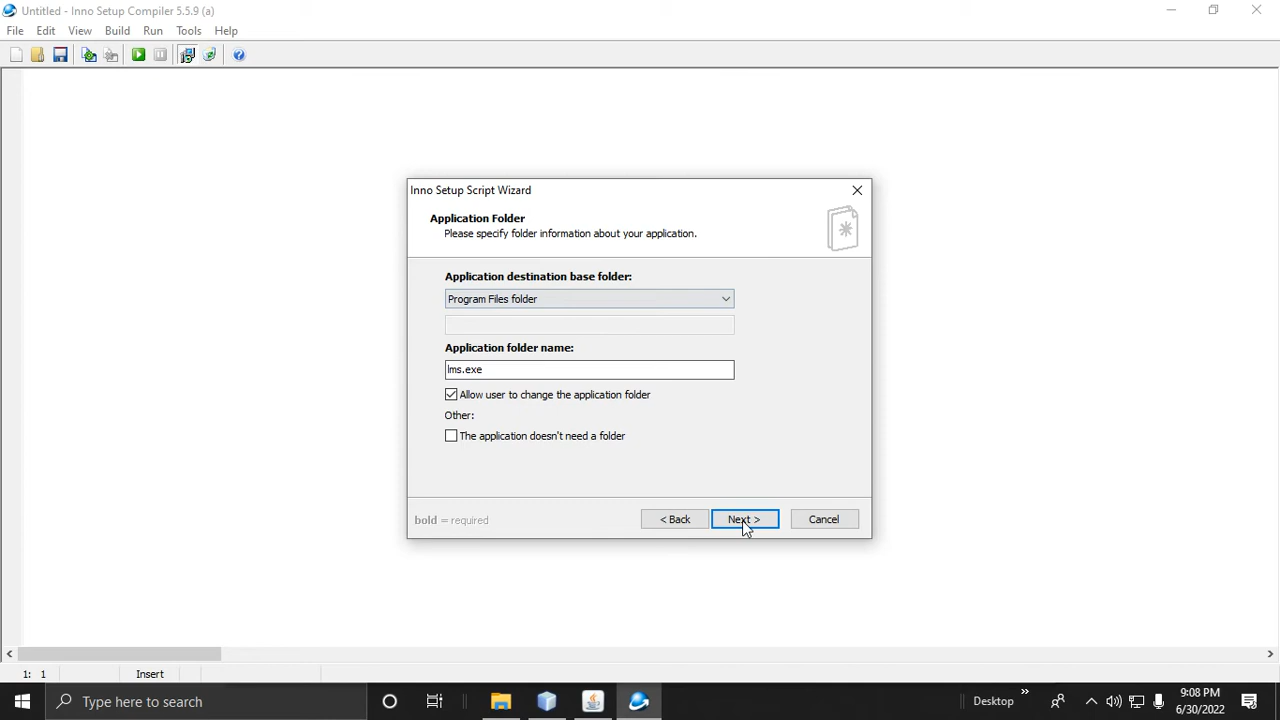 Untitled - Inno Setup Compiler 5.5.9 (a)
File Edit View Build Run Tools Help
Inno Setup Script Wizard
Application Folder
Please specify folder information about your application.
Application destination base folder:
Program Files folder
Application folder name:
lms.exe
Allow user to change the application folder
Other:
The application doesn't need a folder
bold = required
< Back Next > Cancel
1: 1 Insert
Type here to search
Desktop
9:08 PM
6/30/2022